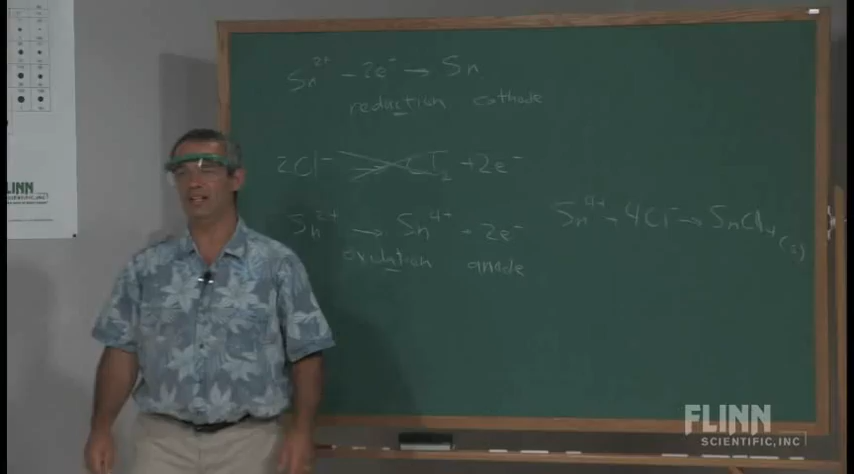 Sn²⁺ + 2e⁻ → Sn
reduction cathode
2Cl⁻ → Cl₂ + 2e⁻
Sn²⁺ → Sn⁴⁺ + 2e⁻
oxidation anode
Sn⁴⁺ + 4Cl⁻ → SnCl₄ (s)
FLINN
FLINN
SCIENTIFIC, INC